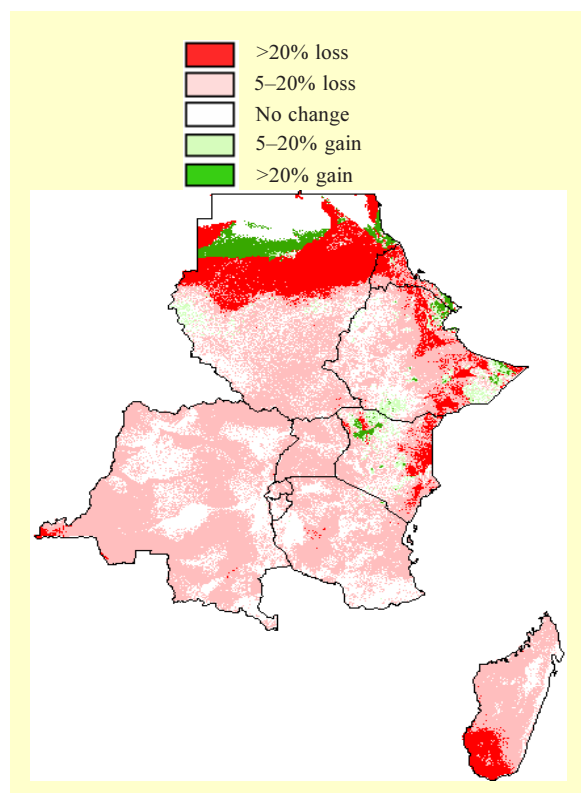 >20% loss
5–20% loss
No change
5–20% gain
>20% gain